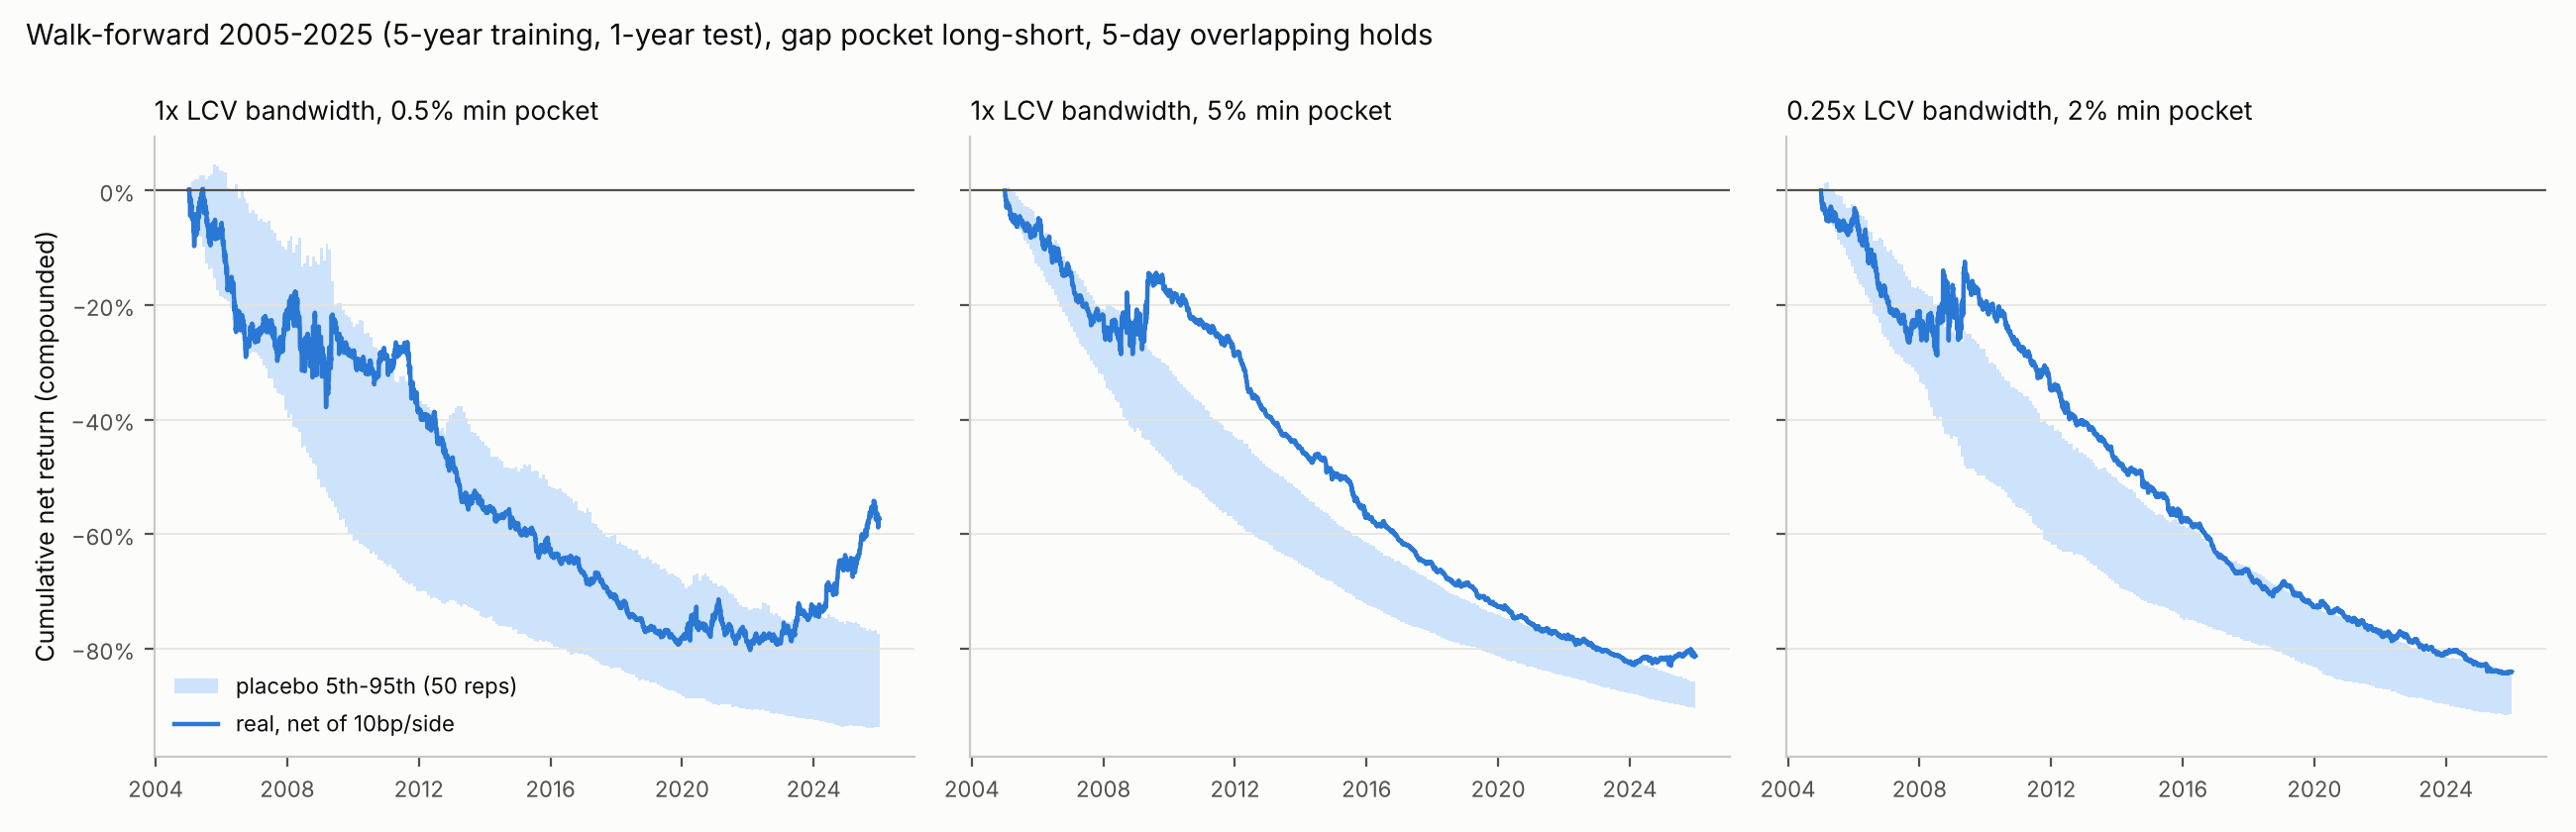 Walk-forward 2005-2025 (5-year training, 1-year test), gap pocket long-short, 5-day overlapping holds
1x LCV bandwidth, 0.5% min pocket
1x LCV bandwidth, 5% min pocket
0.25x LCV bandwidth, 2% min pocket
Cumulative net return (compounded)
0%
−20%
−40%
−60%
−80%
placebo 5th-95th (50 reps)
real, net of 10bp/side
2004 2008 2012 2016 2020 2024
2004 2008 2012 2016 2020 2024
2004 2008 2012 2016 2020 2024